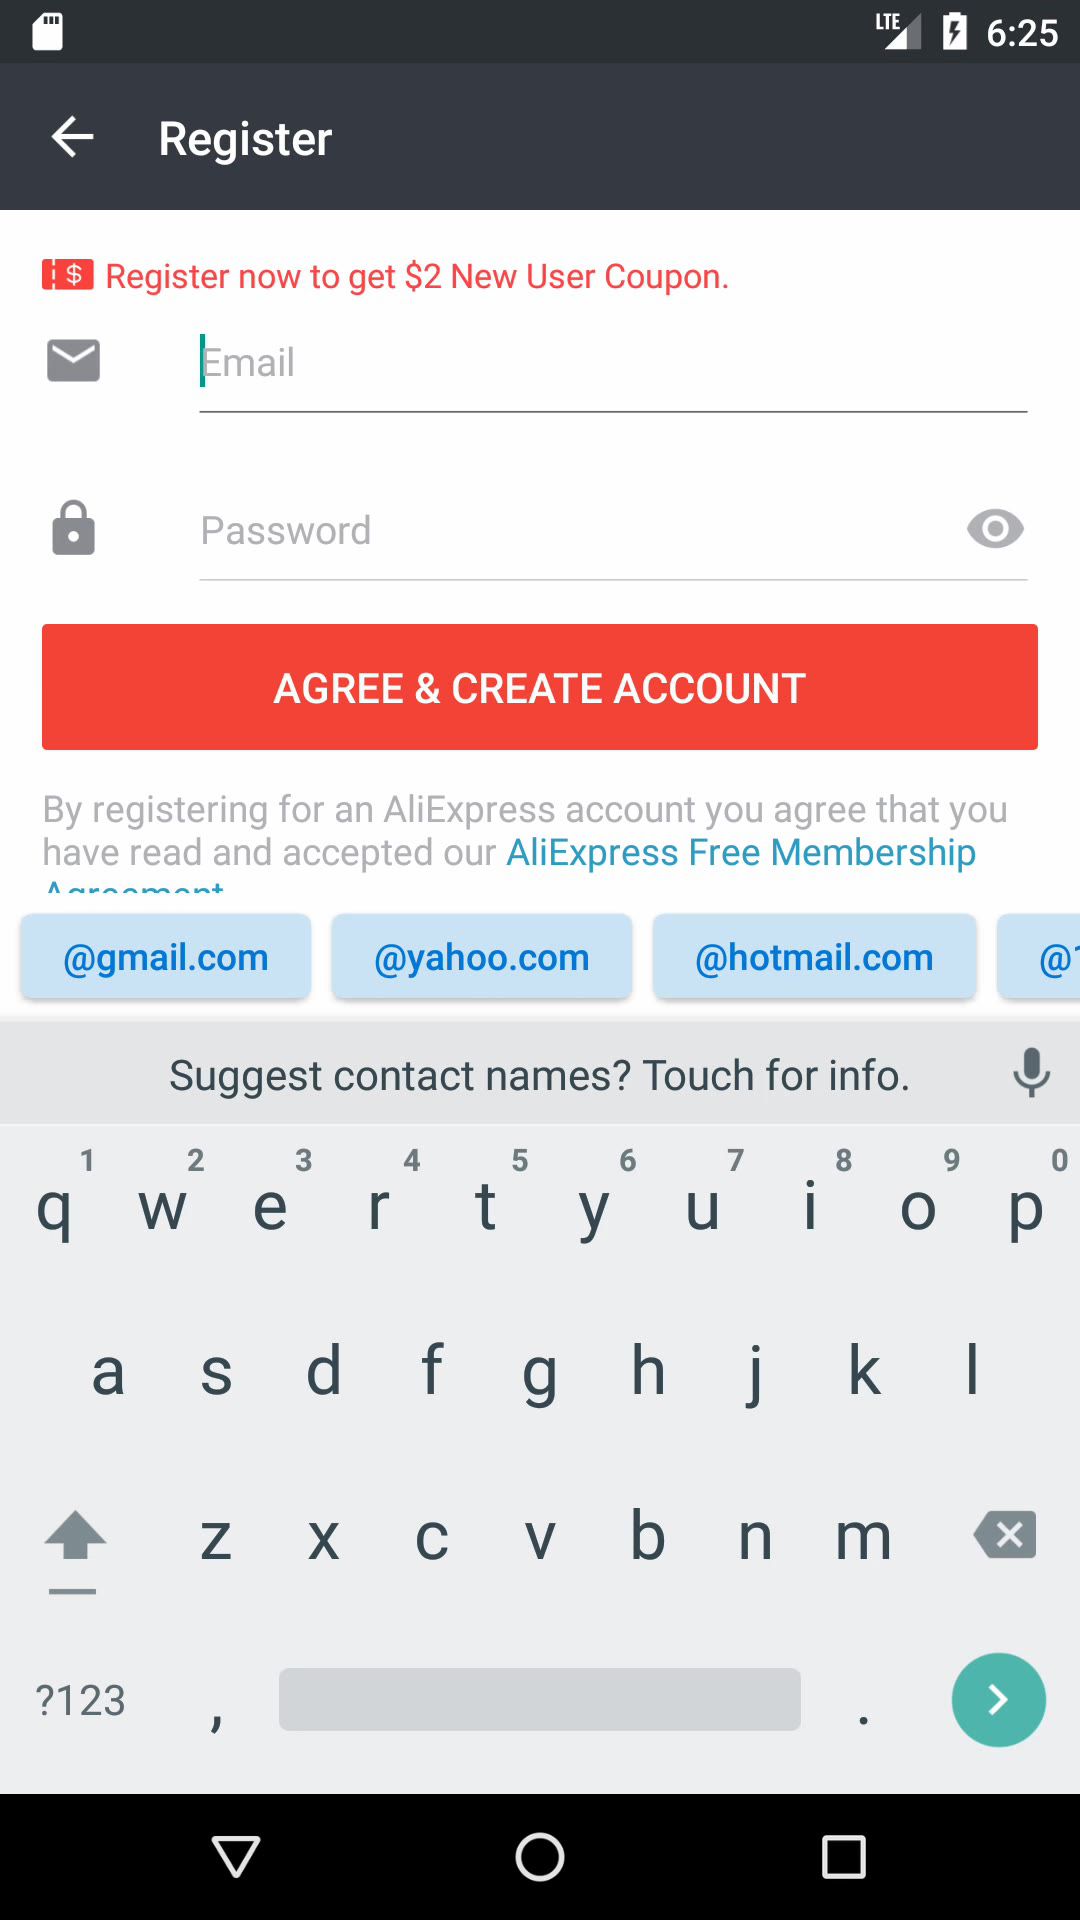 LTE 6:25
Register
$ Register now to get $2 New User Coupon.
Email
Password
AGREE & CREATE ACCOUNT
By registering for an AliExpress account you agree that you
have read and accepted our AliExpress Free Membership
Agreement
@gmail.com @yahoo.com @hotmail.com @1
Suggest contact names? Touch for info.
1 2 3 4 5 6 7 8 9 0
q w e r t y u i o p
a s d f g h j k l
z x c v b n m
?123 , .